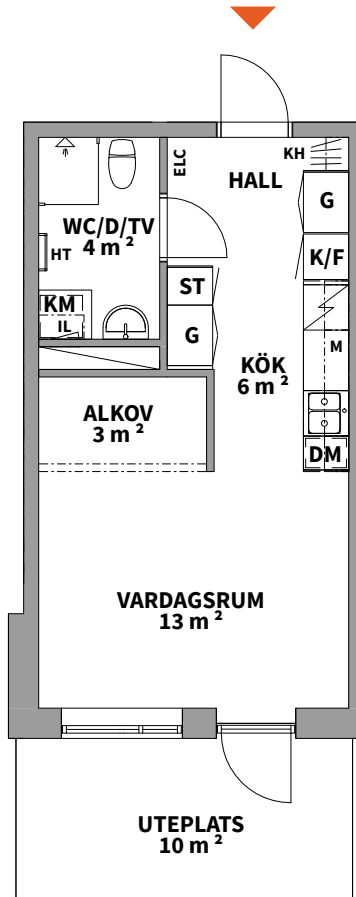 ELC
KH
HALL
G
WC/D/TV
4 m²
HT
K/F
ST
KM
IL
G
M
KÖK
6 m²
ALKOV
3 m²
DM
VARDAGSRUM
13 m²
UTEPLATS
10 m²